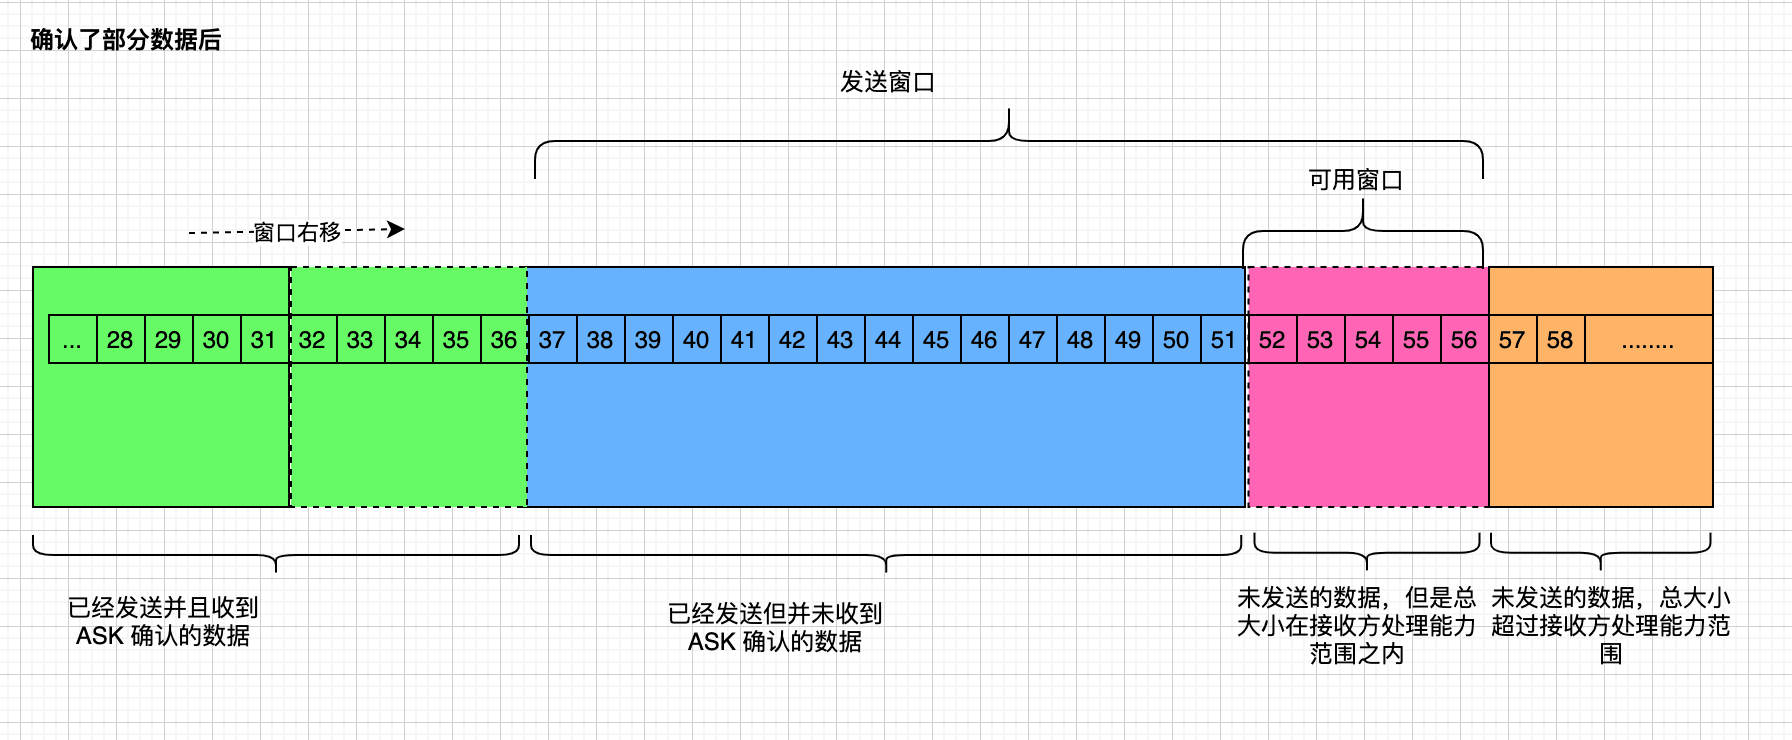 确认了部分数据后
发送窗口
可用窗口
窗口右移
... 28 29 30 31 32 33 34 35 36 37 38 39 40 41 42 43 44 45 46 47 48 49 50 51 52 53 54 55 56 57 58 ........
已经发送并且收到
ASK 确认的数据
已经发送但并未收到
ASK 确认的数据
未发送的数据，但是总
大小在接收方处理能力
范围之内
未发送的数据，总大小
超过接收方处理能力范
围